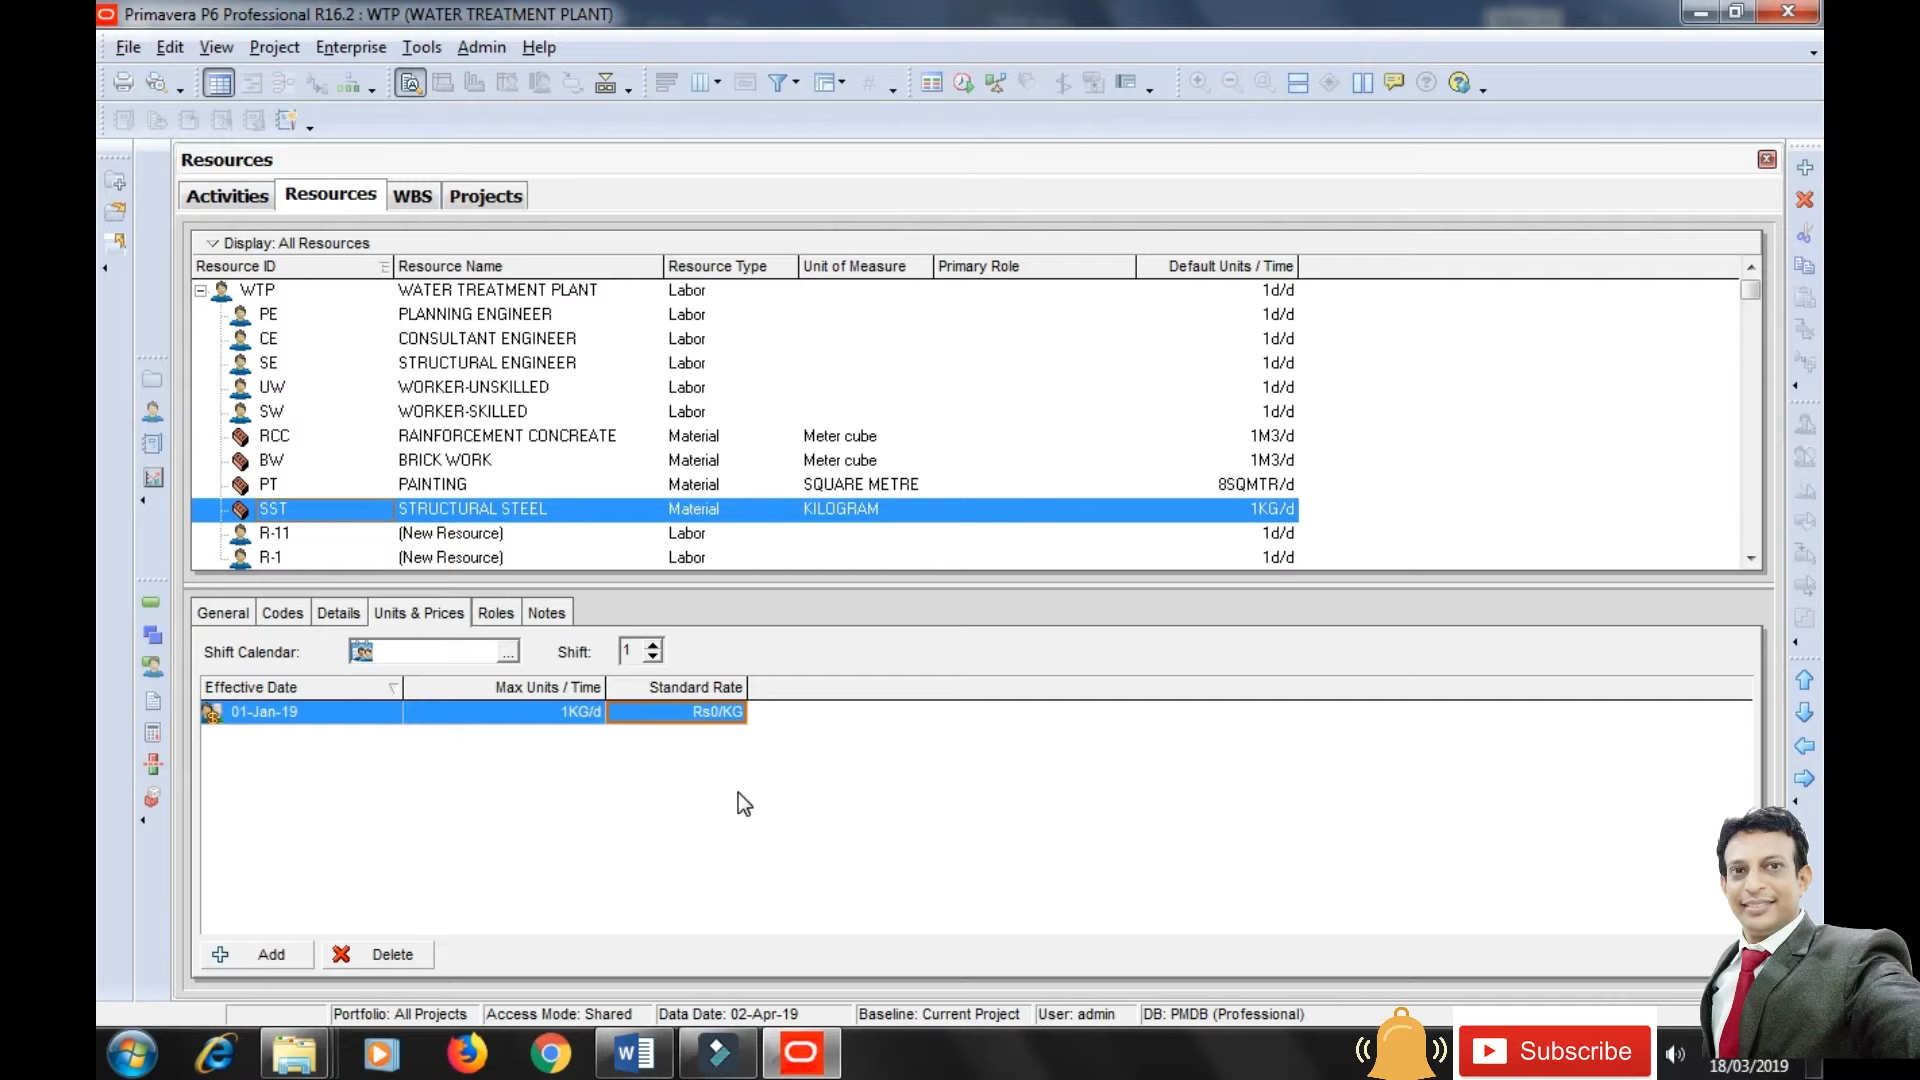 Primavera P6 Professional R16.2 : WTP (WATER TREATMENT PLANT)
File Edit View Project Enterprise Tools Admin Help
Resources
Activities Resources WBS Projects
Display: All Resources
Resource ID Resource Name Resource Type Unit of Measure Primary Role Default Units / Time
WTP WATER TREATMENT PLANT Labor 1d/d
PE PLANNING ENGINEER Labor 1d/d
CE CONSULTANT ENGINEER Labor 1d/d
SE STRUCTURAL ENGINEER Labor 1d/d
UW WORKER-UNSKILLED Labor 1d/d
SW WORKER-SKILLED Labor 1d/d
RCC RAINFORCEMENT CONCREATE Material Meter cube 1M3/d
BW BRICK WORK Material Meter cube 1M3/d
PT PAINTING Material SQUARE METRE 8SQMTR/d
SST STRUCTURAL STEEL Material KILOGRAM 1KG/d
R-11 (New Resource) Labor 1d/d
R-1 (New Resource) Labor 1d/d
General Codes Details Units & Prices Roles Notes
Shift Calendar: ... Shift: 1
Effective Date Max Units / Time Standard Rate
01-Jan-19 1KG/d Rs0/KG
Add Delete
Portfolio: All Projects Access Mode: Shared Data Date: 02-Apr-19 Baseline: Current Project User: admin DB: PMDB (Professional)
Subscribe
18/03/2019